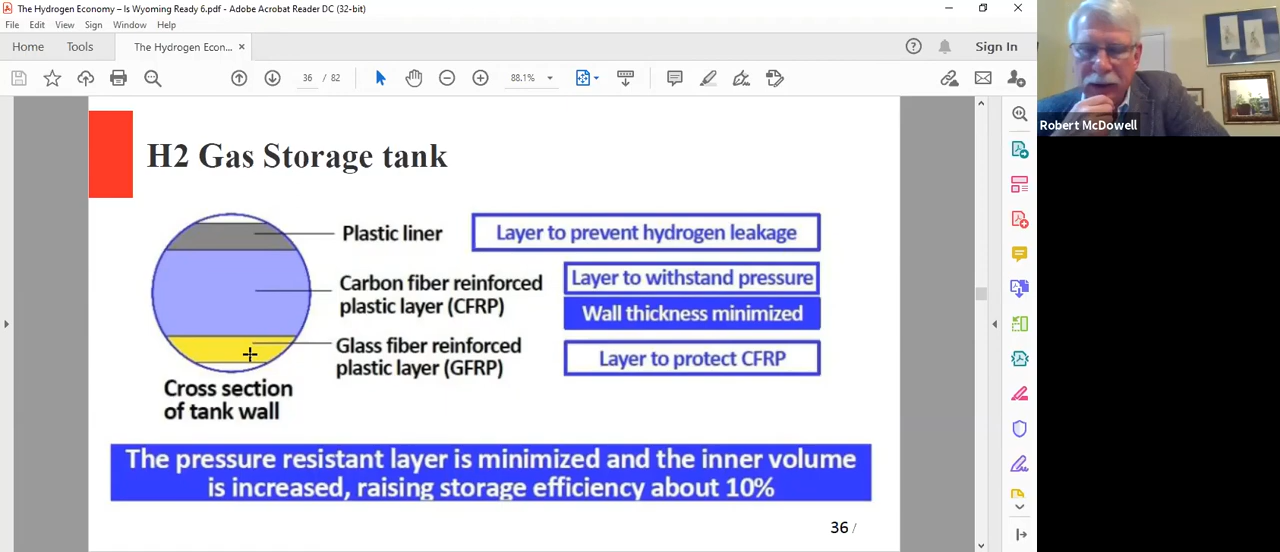 The Hydrogen Economy – Is Wyoming Ready 6.pdf - Adobe Acrobat Reader DC (32-bit)
File Edit View Sign Window Help
Home Tools The Hydrogen Econ... × Sign In
36 / 82 88.1%
H2 Gas Storage tank
Plastic liner
Layer to prevent hydrogen leakage
Carbon fiber reinforced
plastic layer (CFRP)
Layer to withstand pressure
Wall thickness minimized
Glass fiber reinforced
plastic layer (GFRP)
Layer to protect CFRP
Cross section
of tank wall
The pressure resistant layer is minimized and the inner volume
is increased, raising storage efficiency about 10%
36 /
Robert McDowell